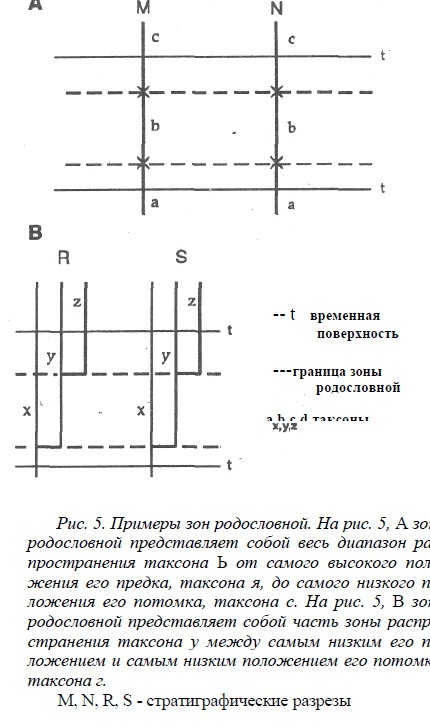 A
M N
c c
t
b b
t
a a
B
R S
z z
t
y y
x x
t
-- t временная
поверхность
---граница зоны
родословной
a b c d таксоны
x,y,z
Рис. 5. Примеры зон родословной. На рис. 5, А зо
родословной представляет собой весь диапазон ра
пространения таксона Ь от самого высокого пол
жения его предка, таксона я, до самого низкого п
ложения его потомка, таксона с. На рис. 5, В зо
родословной представляет собой часть зоны распр
странения таксона у между самым низким его п
ложением и самым низким положением его потомк
таксона г.
M, N, R, S - стратиграфические разрезы